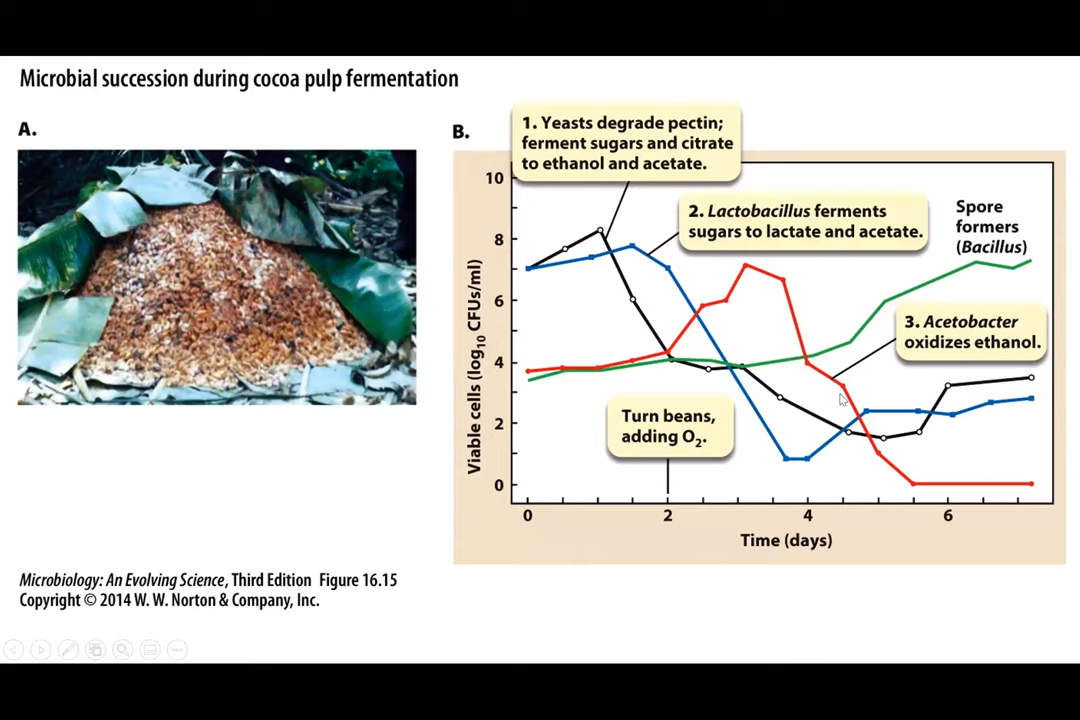 Microbial succession during cocoa pulp fermentation
A.
B.
1. Yeasts degrade pectin;
ferment sugars and citrate
to ethanol and acetate.
2. Lactobacillus ferments
sugars to lactate and acetate.
Spore
formers
(Bacillus)
3. Acetobacter
oxidizes ethanol.
Turn beans,
adding O₂.
Viable cells (log₁₀ CFUs/ml)
10
8
6
4
2
0
0 2 4 6
Time (days)
Microbiology: An Evolving Science, Third Edition Figure 16.15
Copyright © 2014 W. W. Norton & Company, Inc.